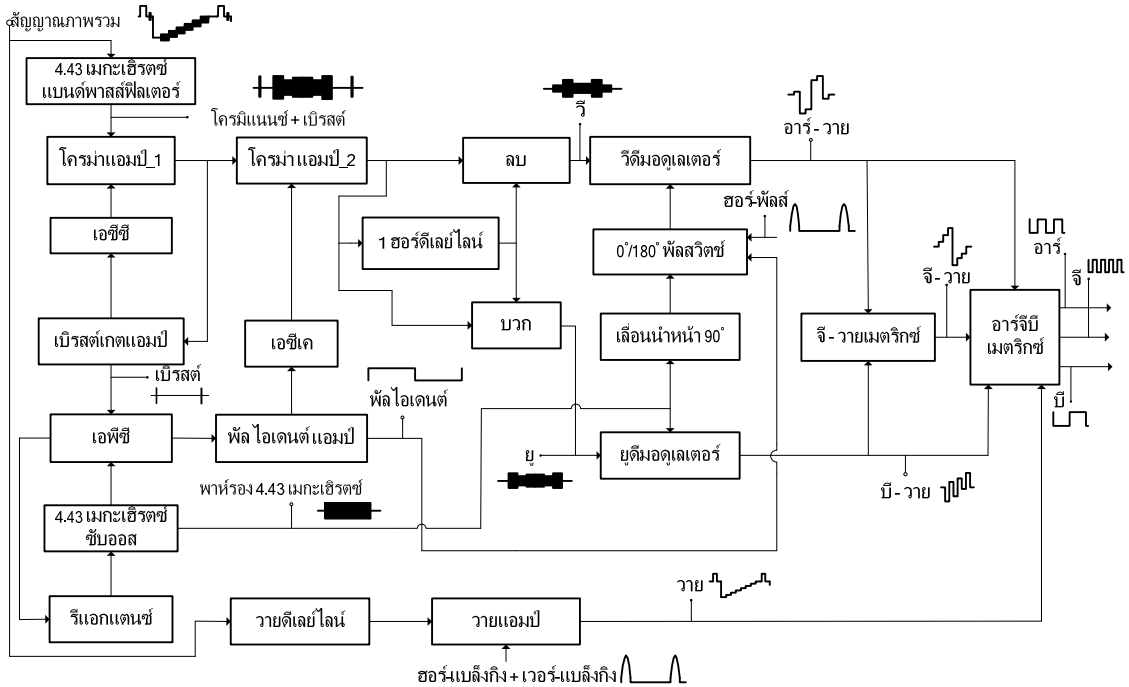 สัญญาณภาพรวม
4.43 เมกะเฮิรตซ์
แบนด์พาสส์ฟิลเตอร์
โครมิแนนซ์ + เบิรสต์
โครม่าแอมป์_1
โครม่าแอมป์_2
ลบ
วี
วีดีมอดูเลเตอร์
อาร์ - วาย
เอซีซี
1 ฮอร์ดีเลย์ไลน์
ฮอร์-พัลส์
0°/180° พัลสวิตช์
จี - วาย
อาร์
จี
บี
เบิรสต์เกตแอมป์
เอซีเค
บวก
เลื่อนนำหน้า 90°
จี - วายเมตริกซ์
อาร์จีบี
เมตริกซ์
เบิรสต์
พัลไอเดนต์
เอพีซี
พัลไอเดนต์แอมป์
ยู
ยูดีมอดูเลเตอร์
บี - วาย
พาห์รอง 4.43 เมกะเฮิรตซ์
4.43 เมกะเฮิรตซ์
ซับออส
รีแอกแตนซ์
วายดีเลย์ไลน์
วายแอมป์
วาย
ฮอร์-แบล็งกิง + เวอร์-แบล็งกิง